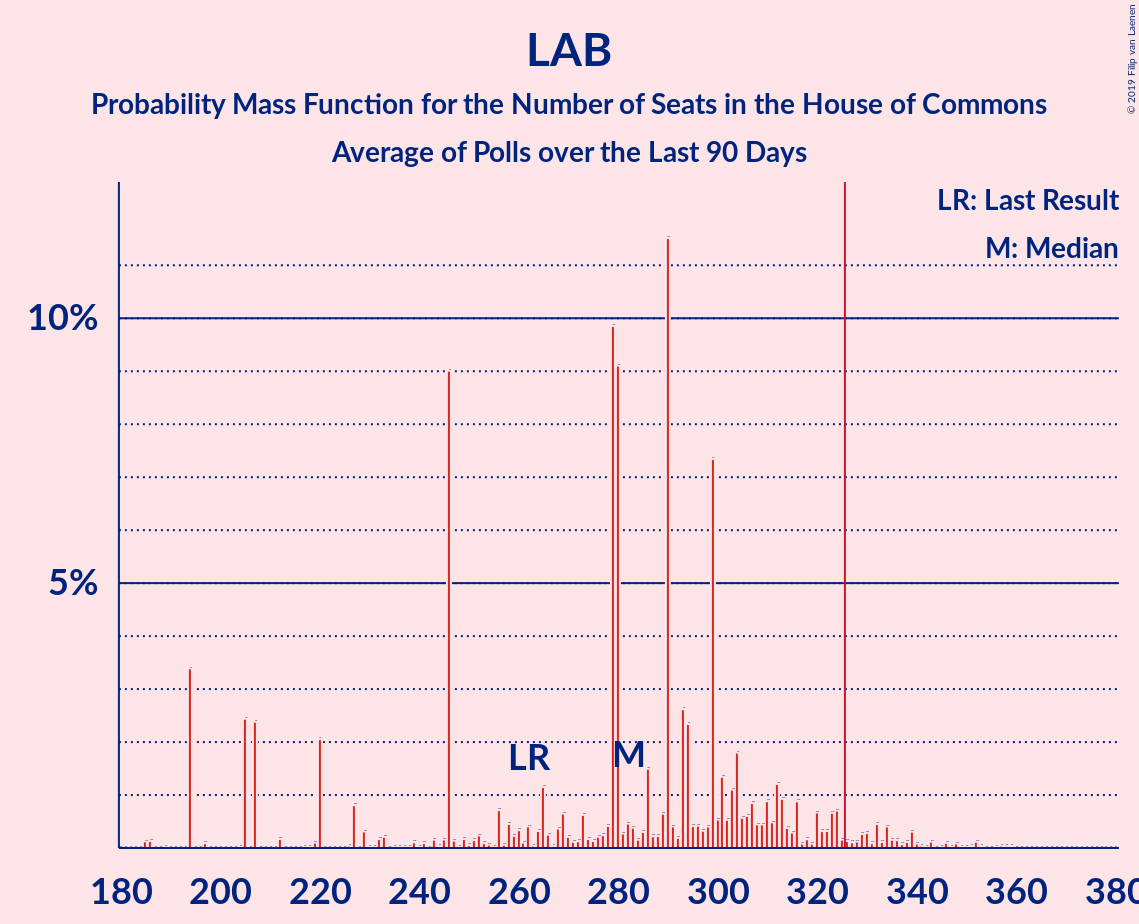 LAB
Probability Mass Function for the Number of Seats in the House of Commons
Average of Polls over the Last 90 Days
© 2019 Filip van Laenen
LR: Last Result
M: Median
10%
5%
LR
M
180 200 220 240 260 280 300 320 340 360 380